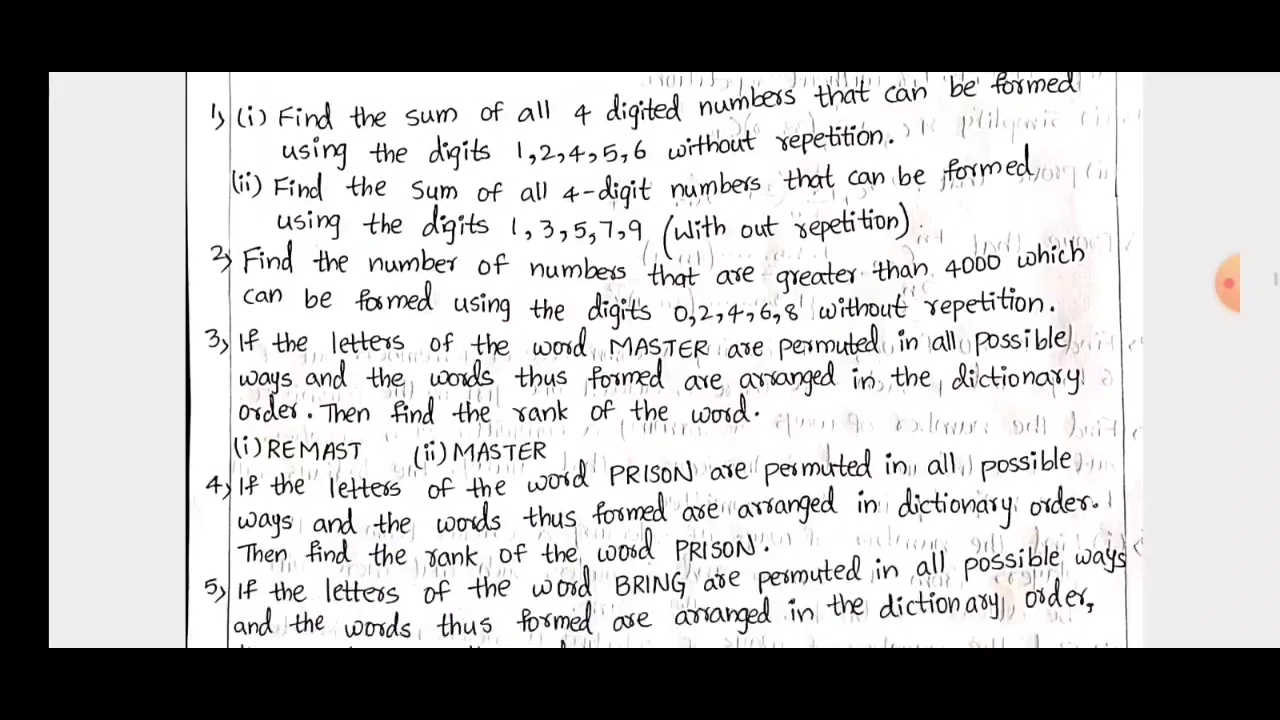 1) (i) Find the sum of all 4 digited numbers that can be formed
using the digits 1,2,4,5,6 without repetition.
(ii) Find the sum of all 4-digit numbers that can be formed
using the digits 1,3,5,7,9 (with out repetition)
2) Find the number of numbers that are greater than 4000 which
can be formed using the digits 0,2,4,6,8 without repetition.
3) If the letters of the word MASTER are permuted in all possible
ways and the words thus formed are arranged in the dictionary
order. Then find the rank of the word.
(i) REMAST (ii) MASTER
4) If the letters of the word PRISON are permuted in all possible
ways and the words thus formed are arranged in dictionary order.
Then find the rank of the word PRISON.
5) If the letters of the word BRING are permuted in all possible ways
and the words thus formed are arranged in the dictionary order,